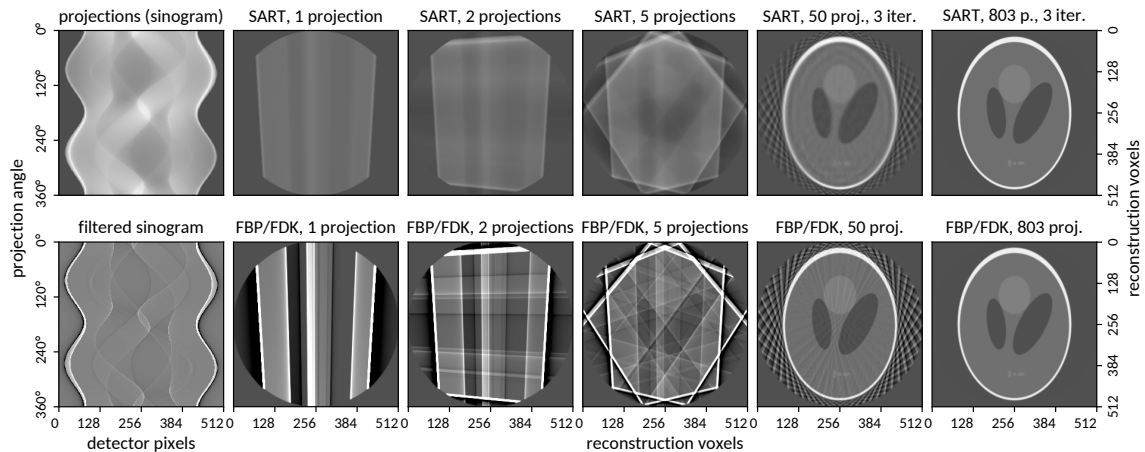 projections (sinogram)
SART, 1 projection
SART, 2 projections
SART, 5 projections
SART, 50 proj., 3 iter.
SART, 803 p., 3 iter.
0°
120°
240°
360°
0
128
256
384
512
filtered sinogram
FBP/FDK, 1 projection
FBP/FDK, 2 projections
FBP/FDK, 5 projections
FBP/FDK, 50 proj.
FBP/FDK, 803 proj.
0°
120°
240°
360°
0
128
256
384
512
projection angle
reconstruction voxels
0 128 256 384 512
0 128 256 384 512
0 128 256 384 512
0 128 256 384 512
0 128 256 384 512
0 128 256 384 512
detector pixels
reconstruction voxels